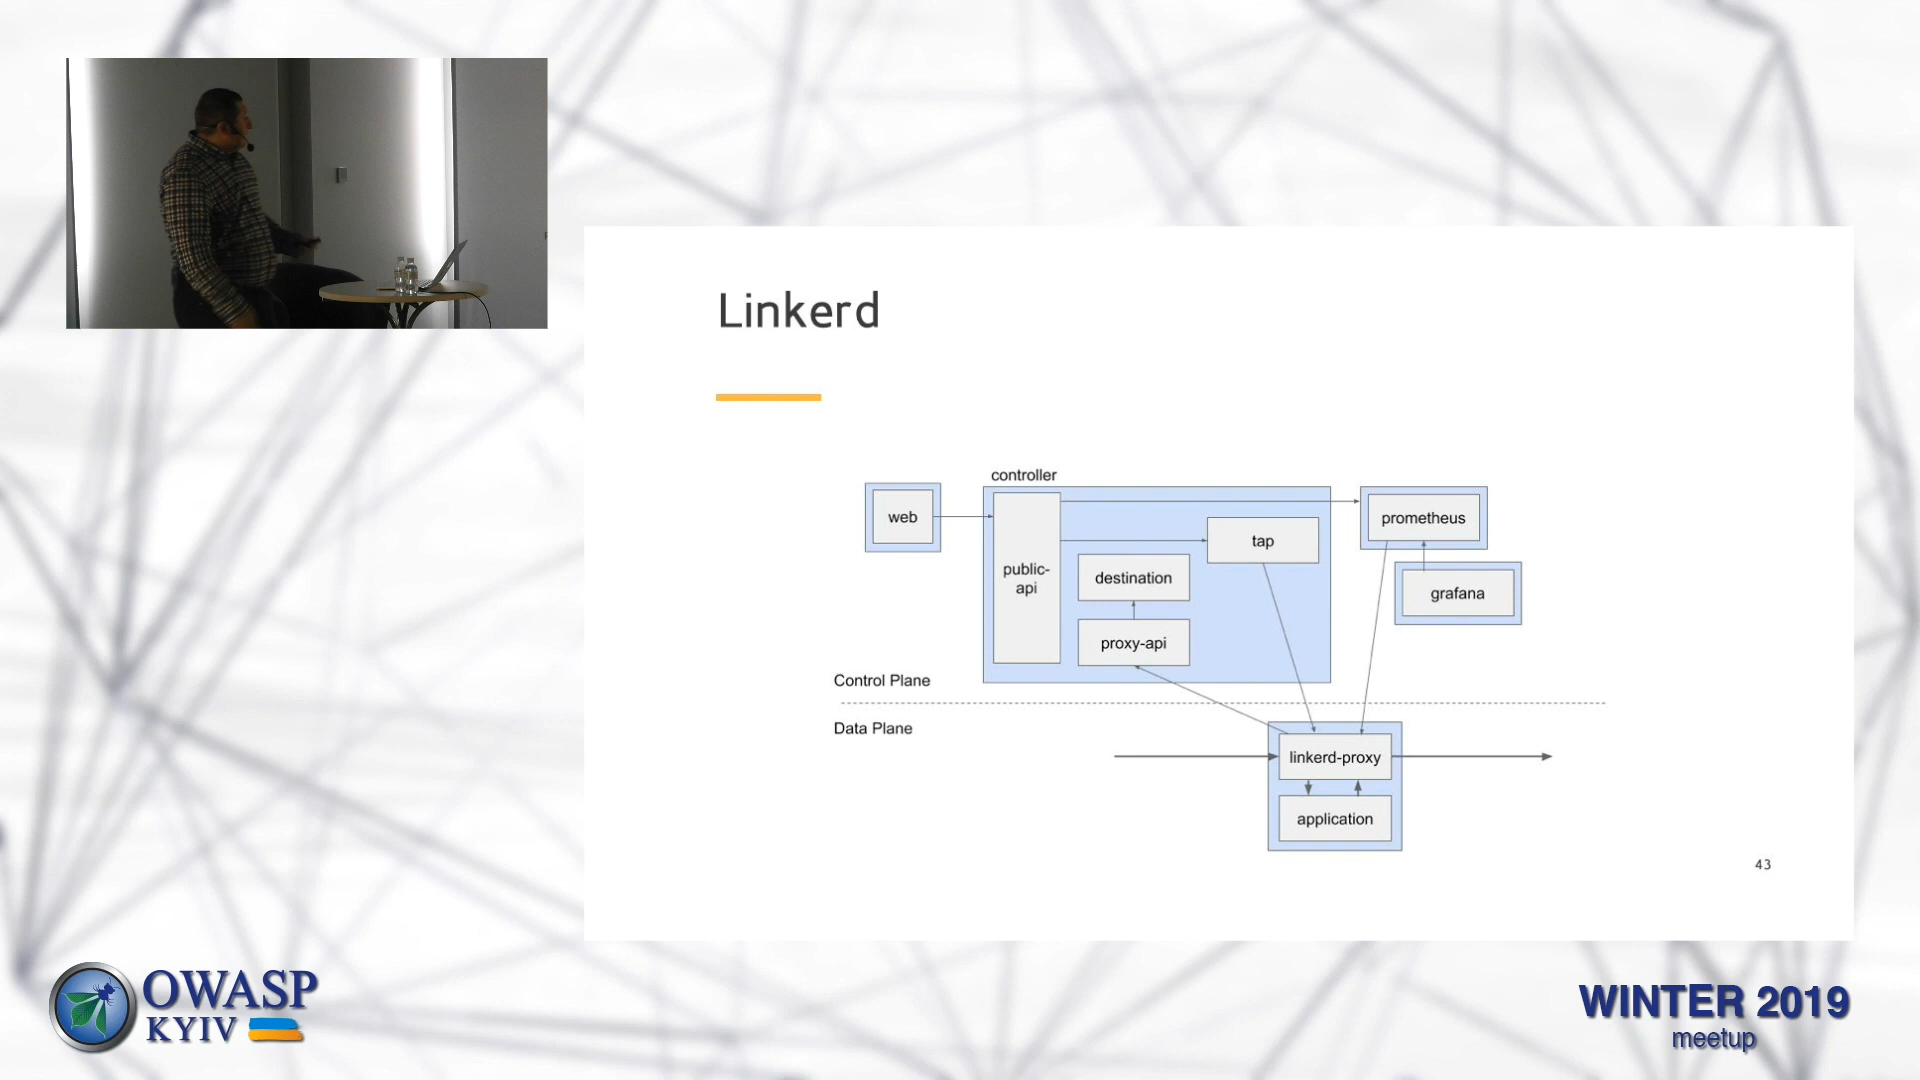 Linkerd
controller
web
public-
api
tap
destination
proxy-api
prometheus
grafana
Control Plane
Data Plane
linkerd-proxy
application
43
OWASP
KYIV
WINTER 2019
meetup